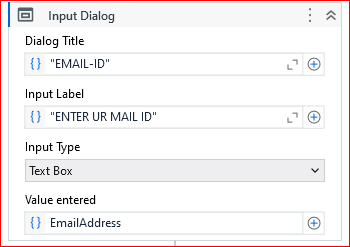 Input Dialog
Dialog Title
{} "EMAIL-ID"
Input Label
{} "ENTER UR MAIL ID"
Input Type
Text Box
Value entered
{} EmailAddress